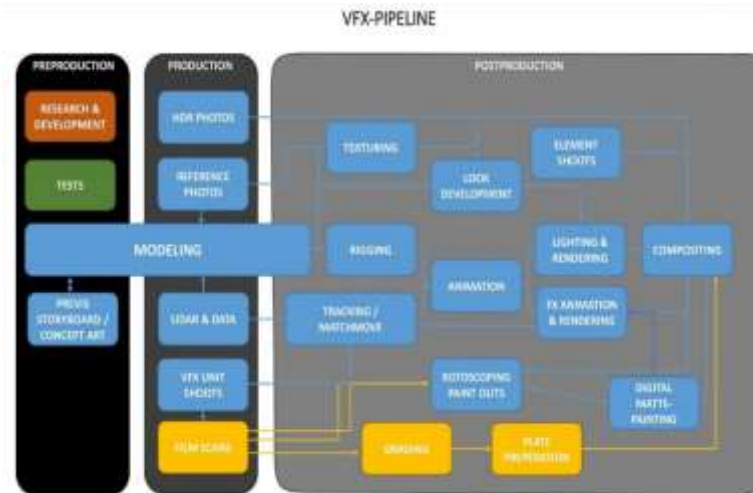 VFX-PIPELINE
PREPRODUCTION
PRODUCTION
POSTPRODUCTION
RESEARCH &
DEVELOPMENT
TESTS
MODELING
PREVIS
STORYBOARD /
CONCEPT ART
HDR PHOTOS
REFERENCE
PHOTOS
LIDAR & DATA
VFX UNIT
SHOOTS
FILM SCANS
TEXTURING
LOOK
DEVELOPMENT
ELEMENT
SHOOTS
RIGGING
LIGHTING &
RENDERING
COMPOSITING
ANIMATION
TRACKING /
MATCHMOVE
FX ANIMATION
& RENDERING
ROTOSCOPING
PAINT OUTS
DIGITAL
MATTE-
PAINTING
GRADING
PLATE
PREPERATION